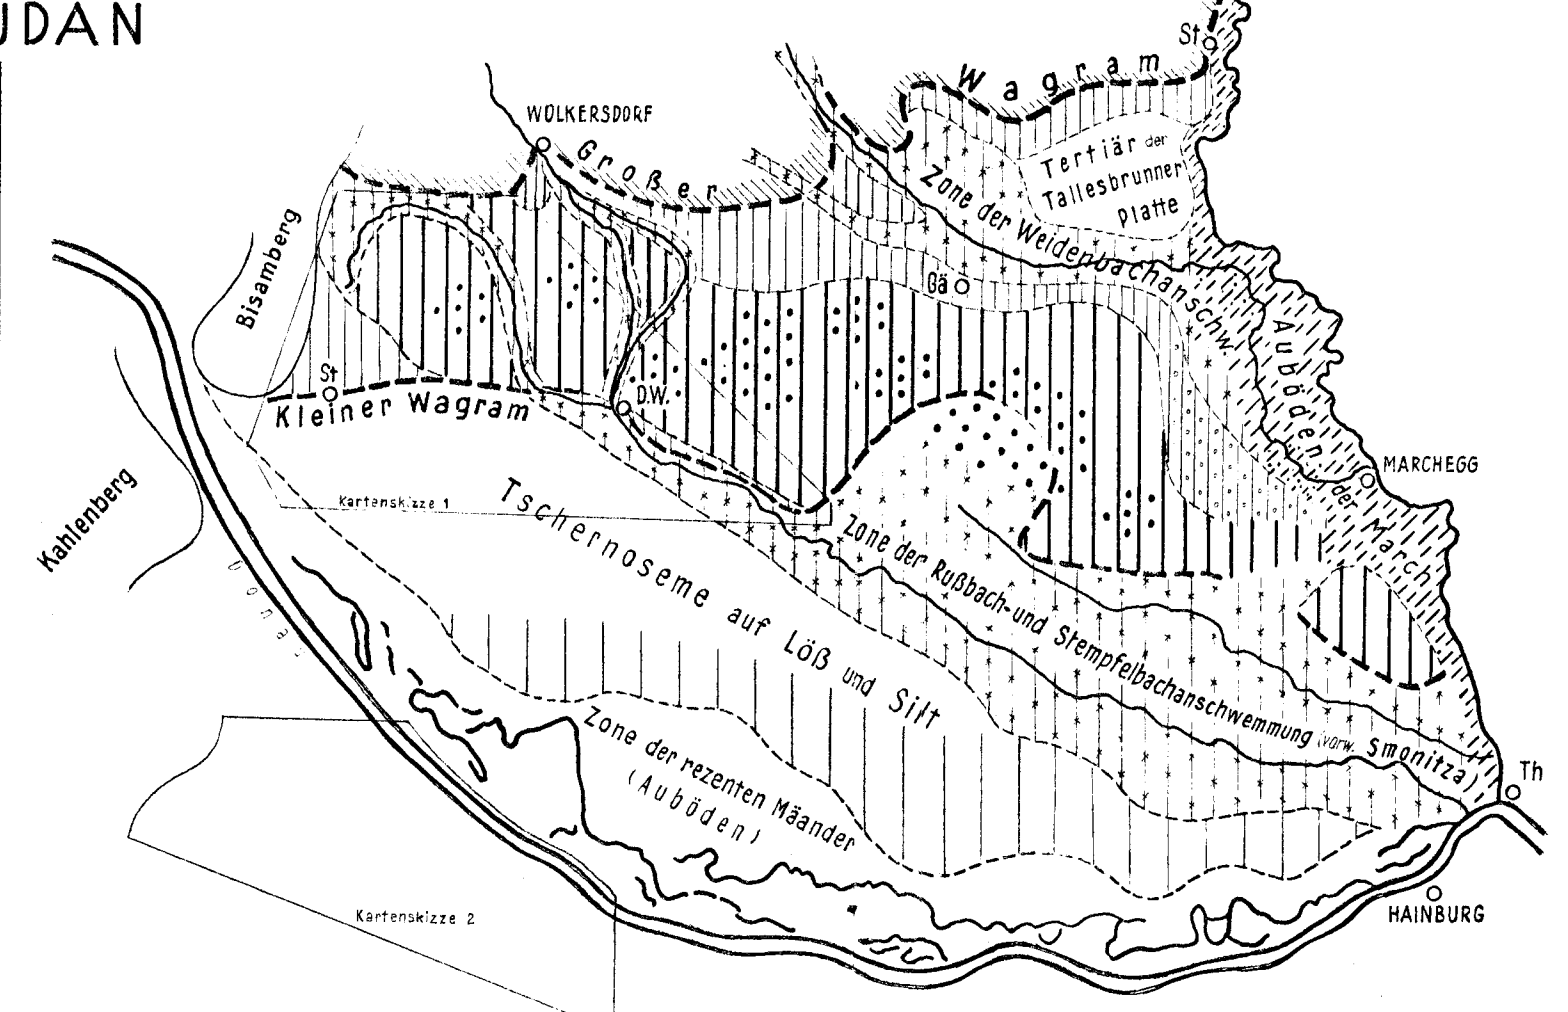 UDAN
St
Wagram
WOLKERSDORF
Großer
Tertiär der
Tallesbrunner
Platte
Zone der Weidenbachanschw.
Bisamberg
Gä
Auböden der March
St
Kleiner Wagram
D.W.
MARCHEGG
Kahlenberg
Kartenskizze 1
Tschernoseme auf Löß und Silt
Zone der Rußbach- und Stempfelbachanschwemmung (vorw. Smonitza)
Donau
Zone der rezenten Mäander
(Auböden)
Th
Kartenskizze 2
HAINBURG